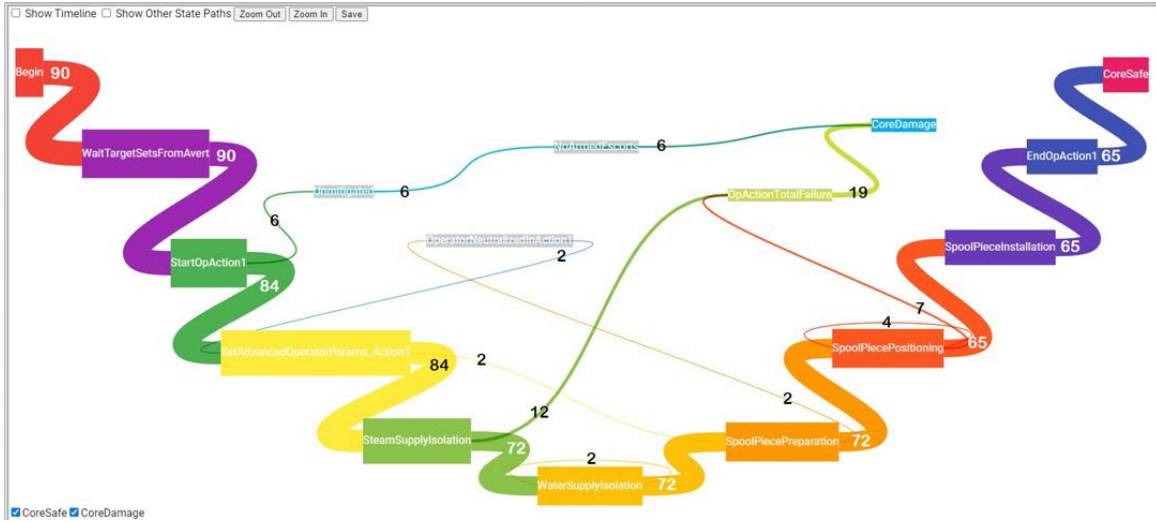 Show Timeline Show Other State Paths Zoom Out Zoom In Save
Begin
90
CoreSafe
CoreDamage
WaitTargetSetsFromAvert
90
NoArmedEscorts
6
EndOpAction1
65
Unmitigated
6
OpActionTotalFailure
19
6
StartOpAction1
84
OperatorNeutralizedInAction1
2
SpoolPieceInstallation
65
7
4
SetAdvancedOperatorParams_Action1
84
2
SpoolPiecePositioning
65
2
12
SteamSupplyIsolation
72
SpoolPiecePreparation
72
2
WaterSupplyIsolation
72
CoreSafe CoreDamage